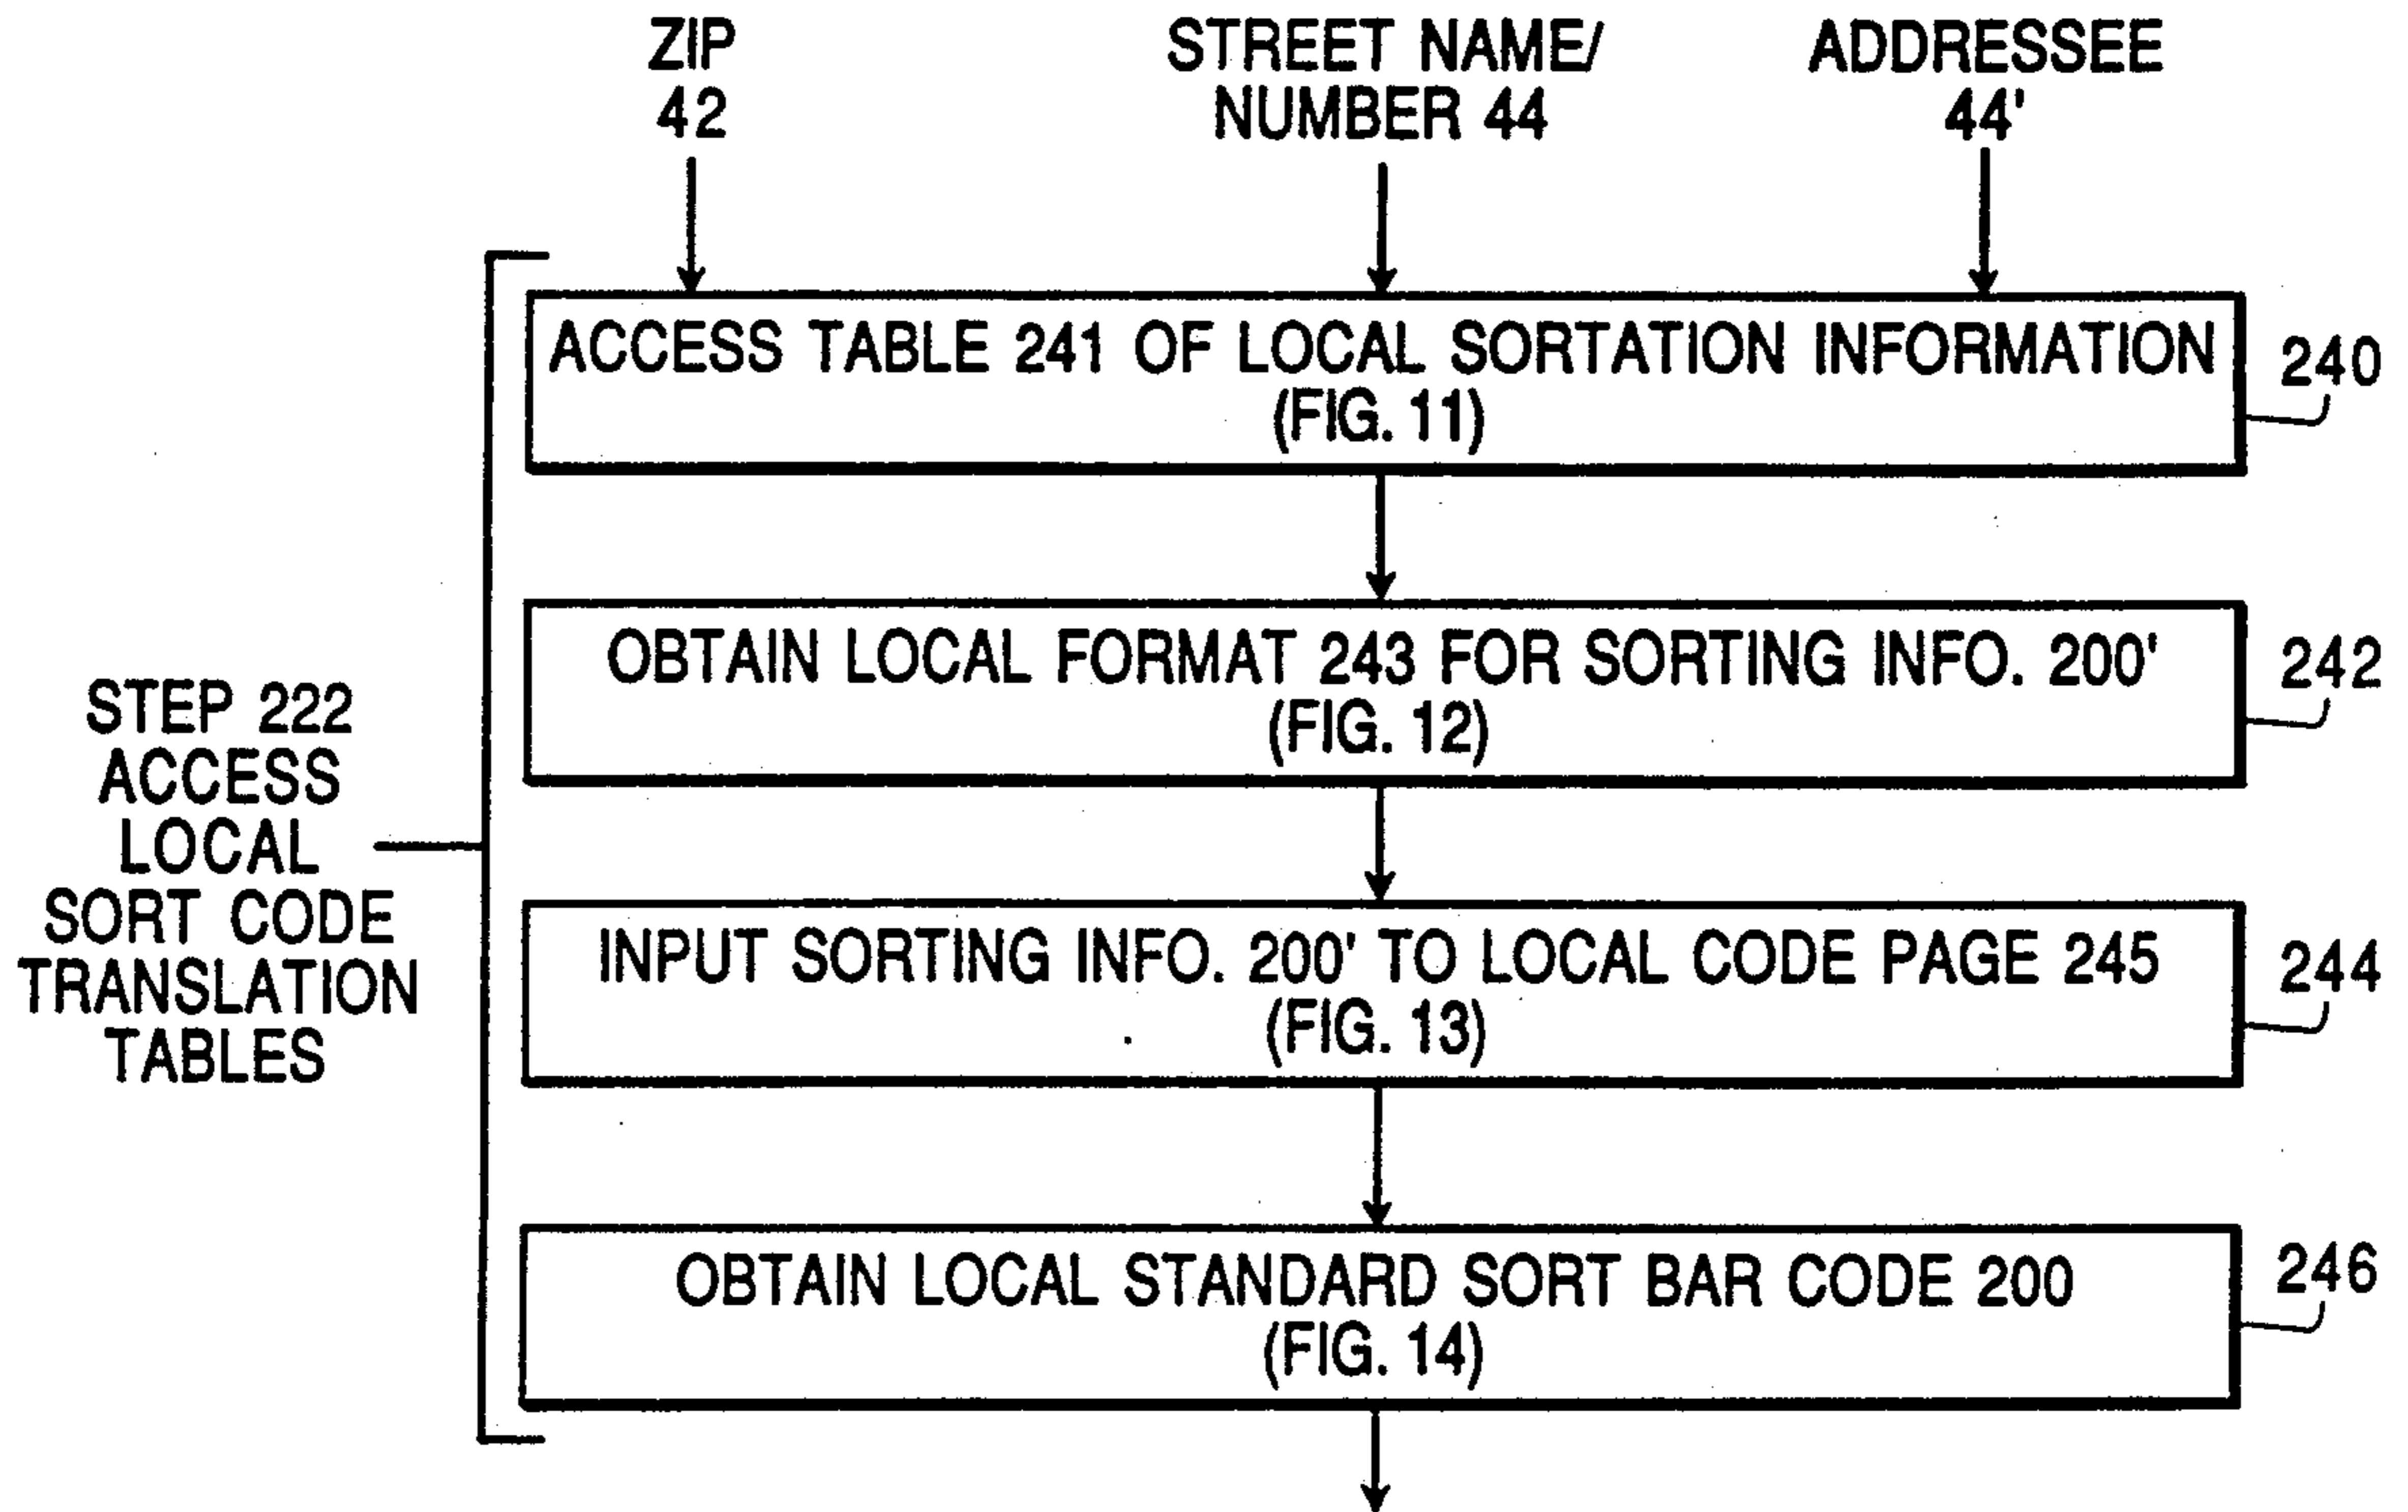 ZIP
42
STREET NAME/
NUMBER 44
ADDRESSEE
44'
ACCESS TABLE 241 OF LOCAL SORTATION INFORMATION
(FIG. 11)
240
OBTAIN LOCAL FORMAT 243 FOR SORTING INFO. 200'
(FIG. 12)
242
STEP 222
ACCESS
LOCAL
SORT CODE
TRANSLATION
TABLES
INPUT SORTING INFO. 200' TO LOCAL CODE PAGE 245
(FIG. 13)
244
OBTAIN LOCAL STANDARD SORT BAR CODE 200
(FIG. 14)
246